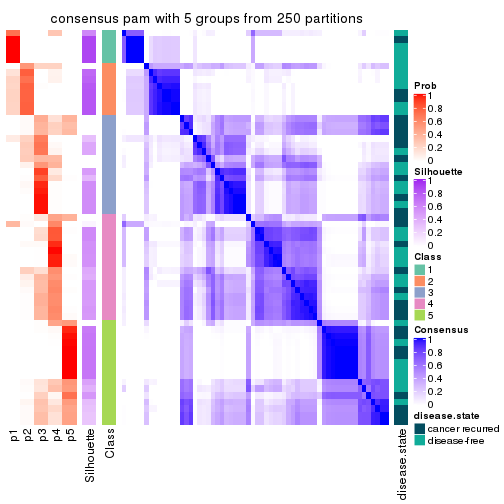 consensus pam with 5 groups from 250 partitions
Prob
1
0.8
0.6
0.4
0.2
0
Silhouette
1
0.8
0.6
0.4
0.2
0
Class
1
2
3
4
5
Consensus
1
0.8
0.6
0.4
0.2
0
disease.state
cancer recurred
disease-free
p1
p2
p3
p4
p5
Silhouette
Class
disease.state